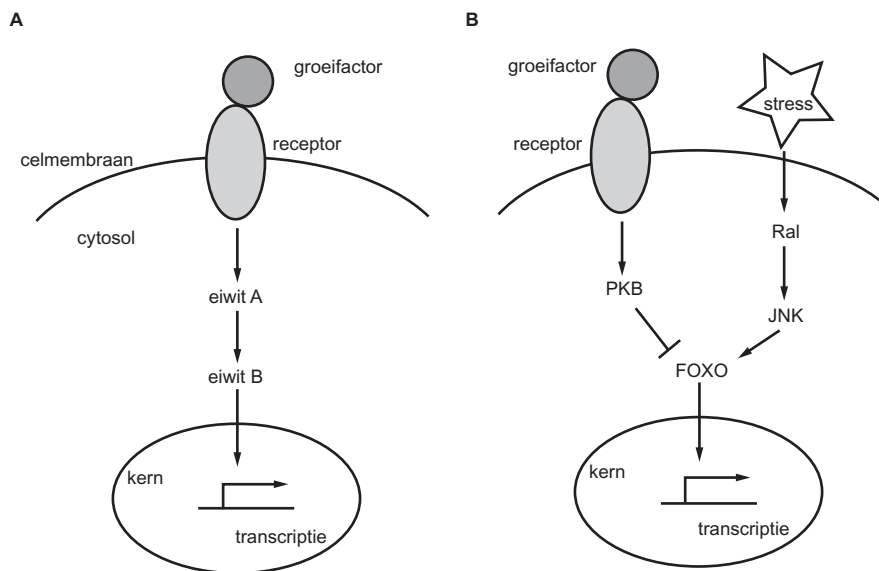 A
groeifactor
receptor
celmembraan
cytosol
eiwit A
eiwit B
kern
transcriptie
B
groeifactor
stress
receptor
Ral
PKB
JNK
FOXO
kern
transcriptie